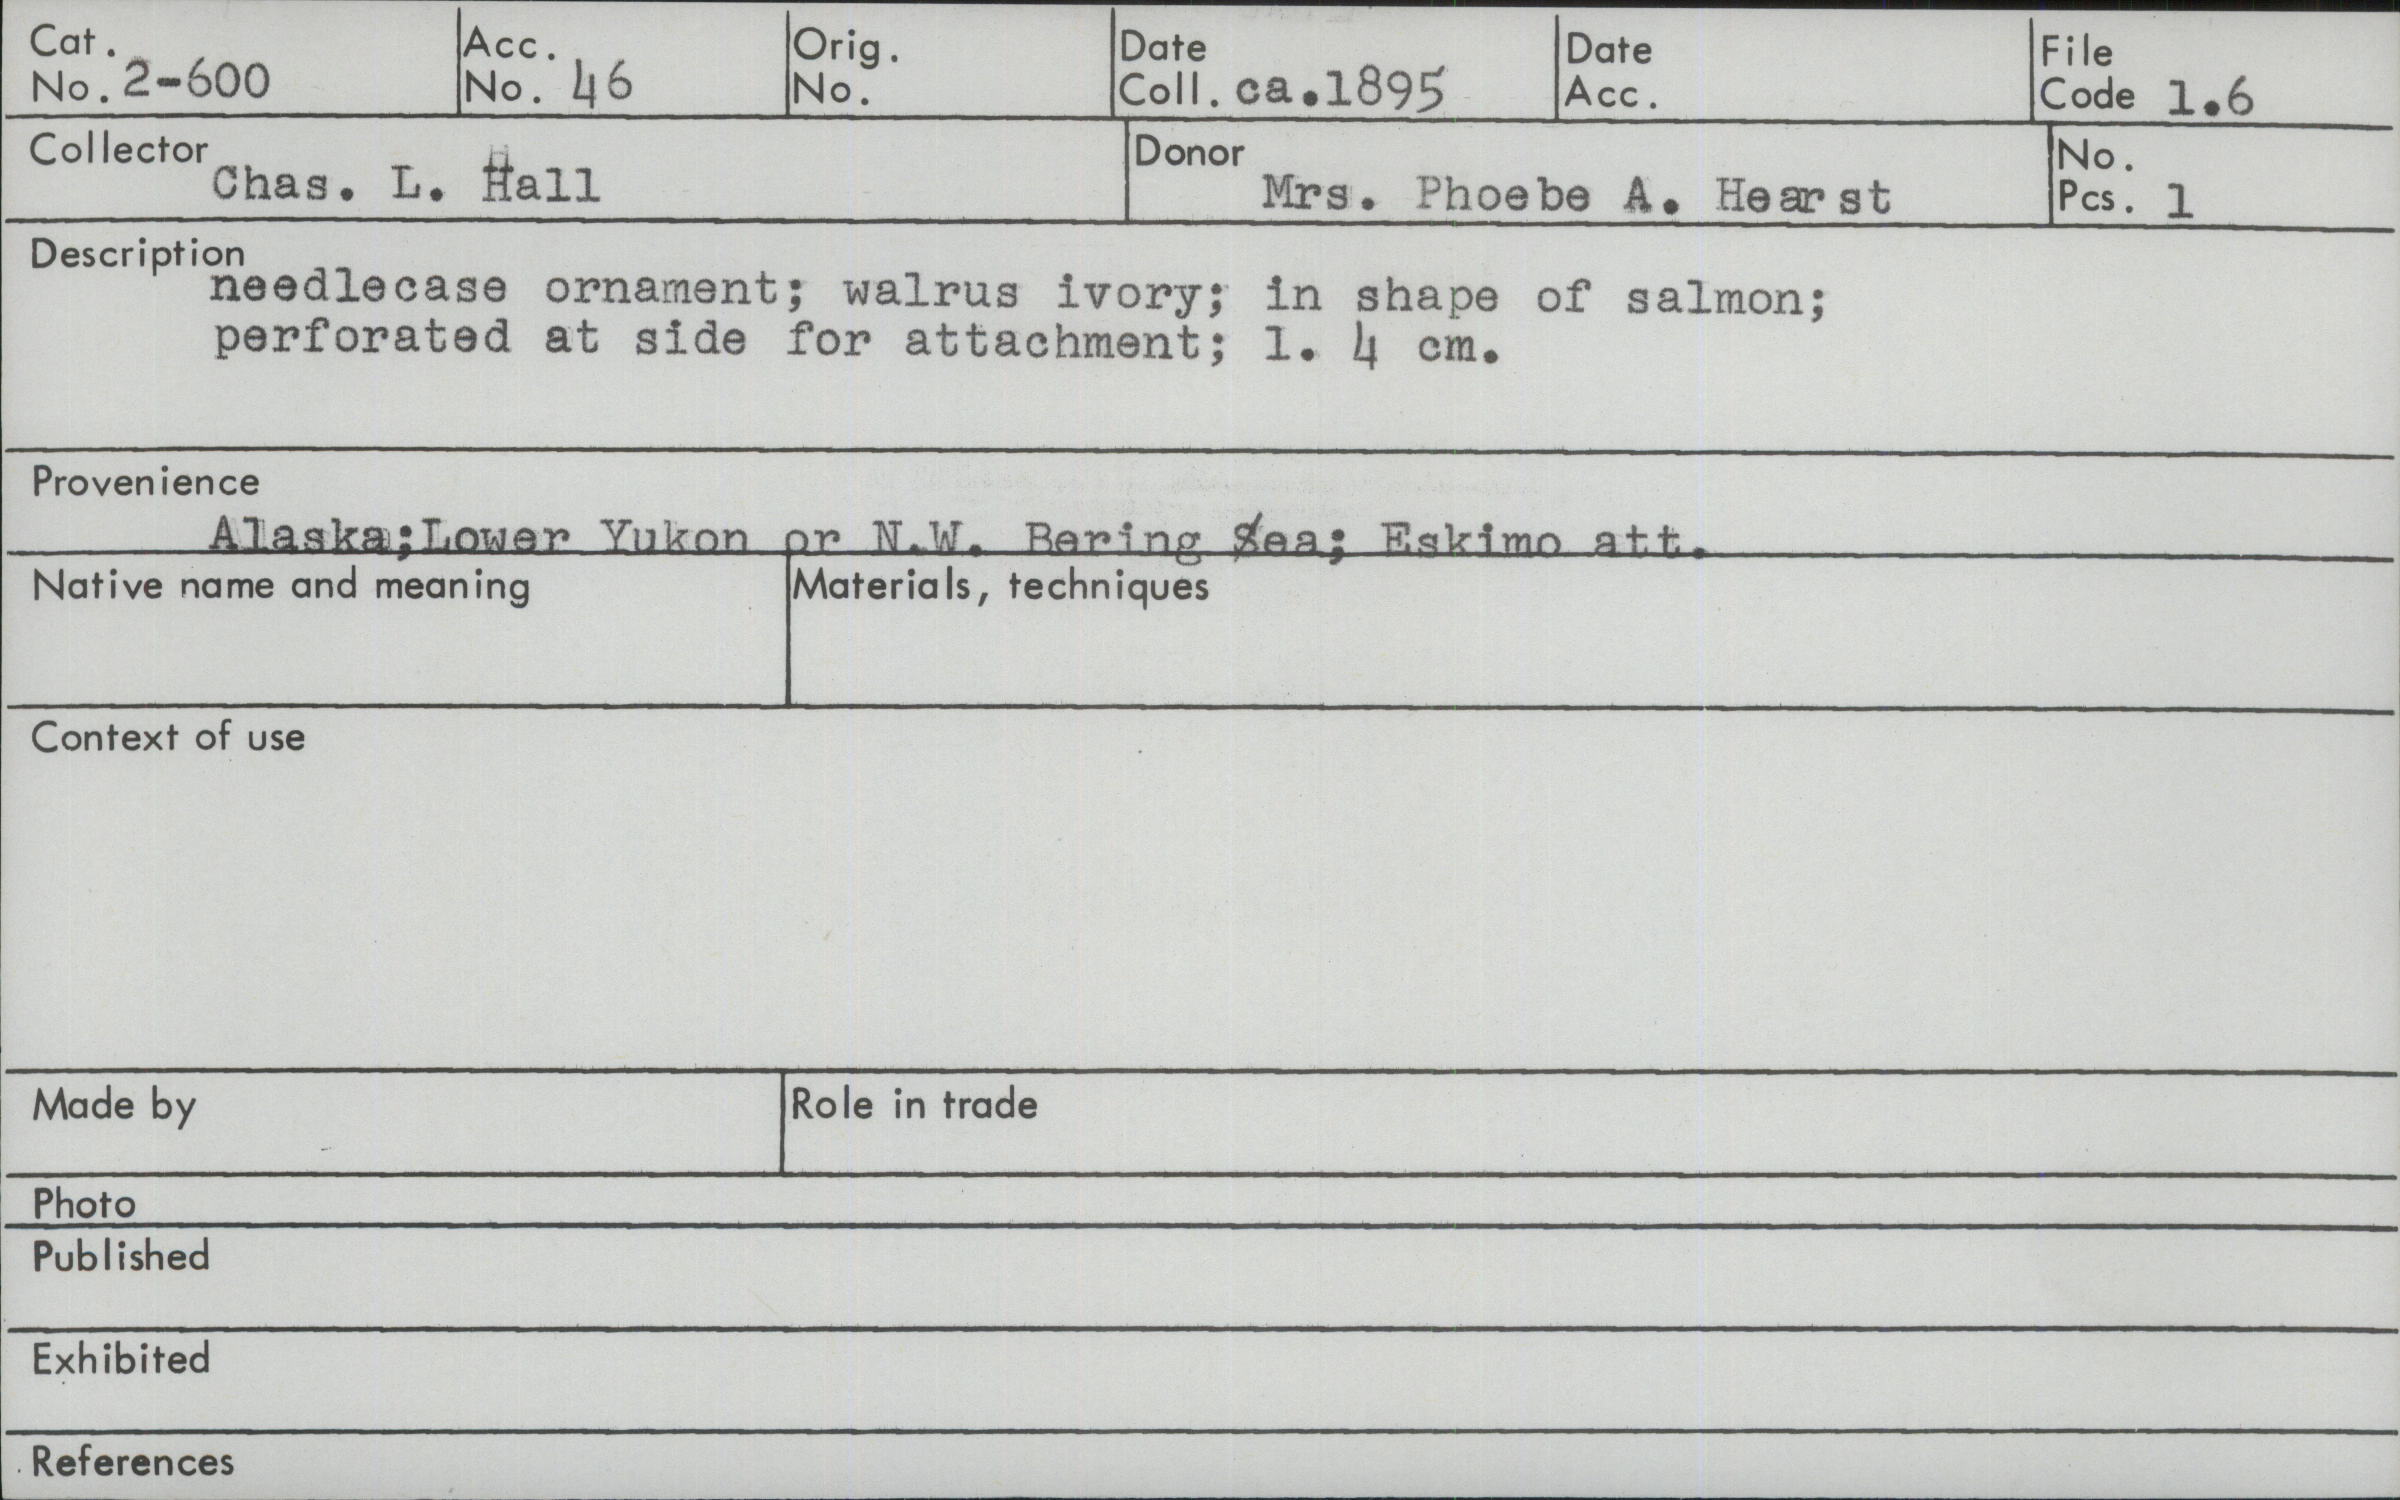 Cat. No. 2-600
Acc. No. 46
Orig. No.
Date Coll. ca.1895
Date Acc.
File Code 1.6
Collector Chas. L. Hall
Donor Mrs. Phoebe A. Hearst
No. Pcs. 1
Description
needlecase ornament; walrus ivory; in shape of salmon;
perforated at side for attachment; l. 4 cm.
Provenience
Alaska;Lower Yukon or N.W. Bering Sea; Eskimo att.
Native name and meaning
Materials, techniques
Context of use
Made by
Role in trade
Photo
Published
Exhibited
References